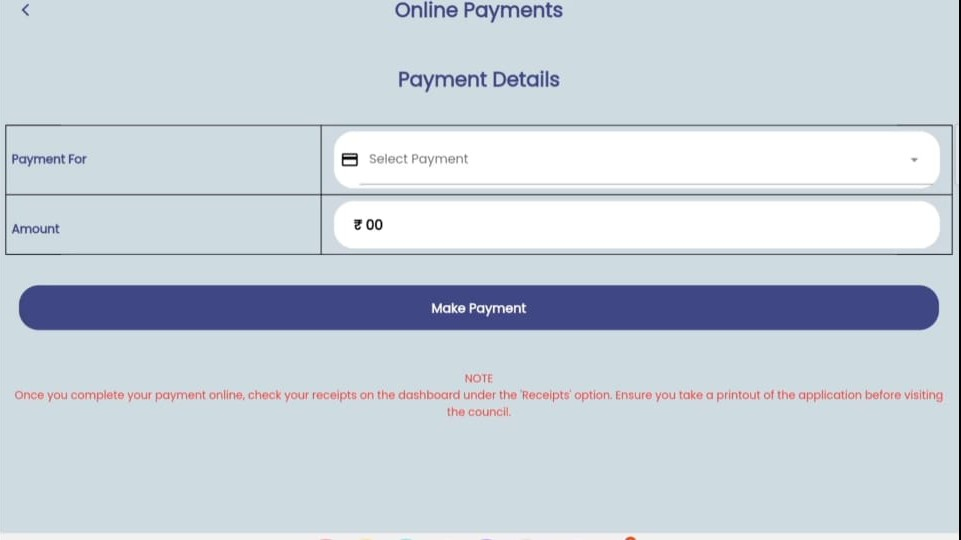 Online Payments
Payment Details
Payment For
Select Payment
Amount
₹ 00
Make Payment
NOTE
Once you complete your payment online, check your receipts on the dashboard under the 'Receipts' option. Ensure you take a printout of the application before visiting
the council.